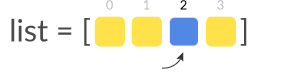 0 1 2 3
list = [ ]